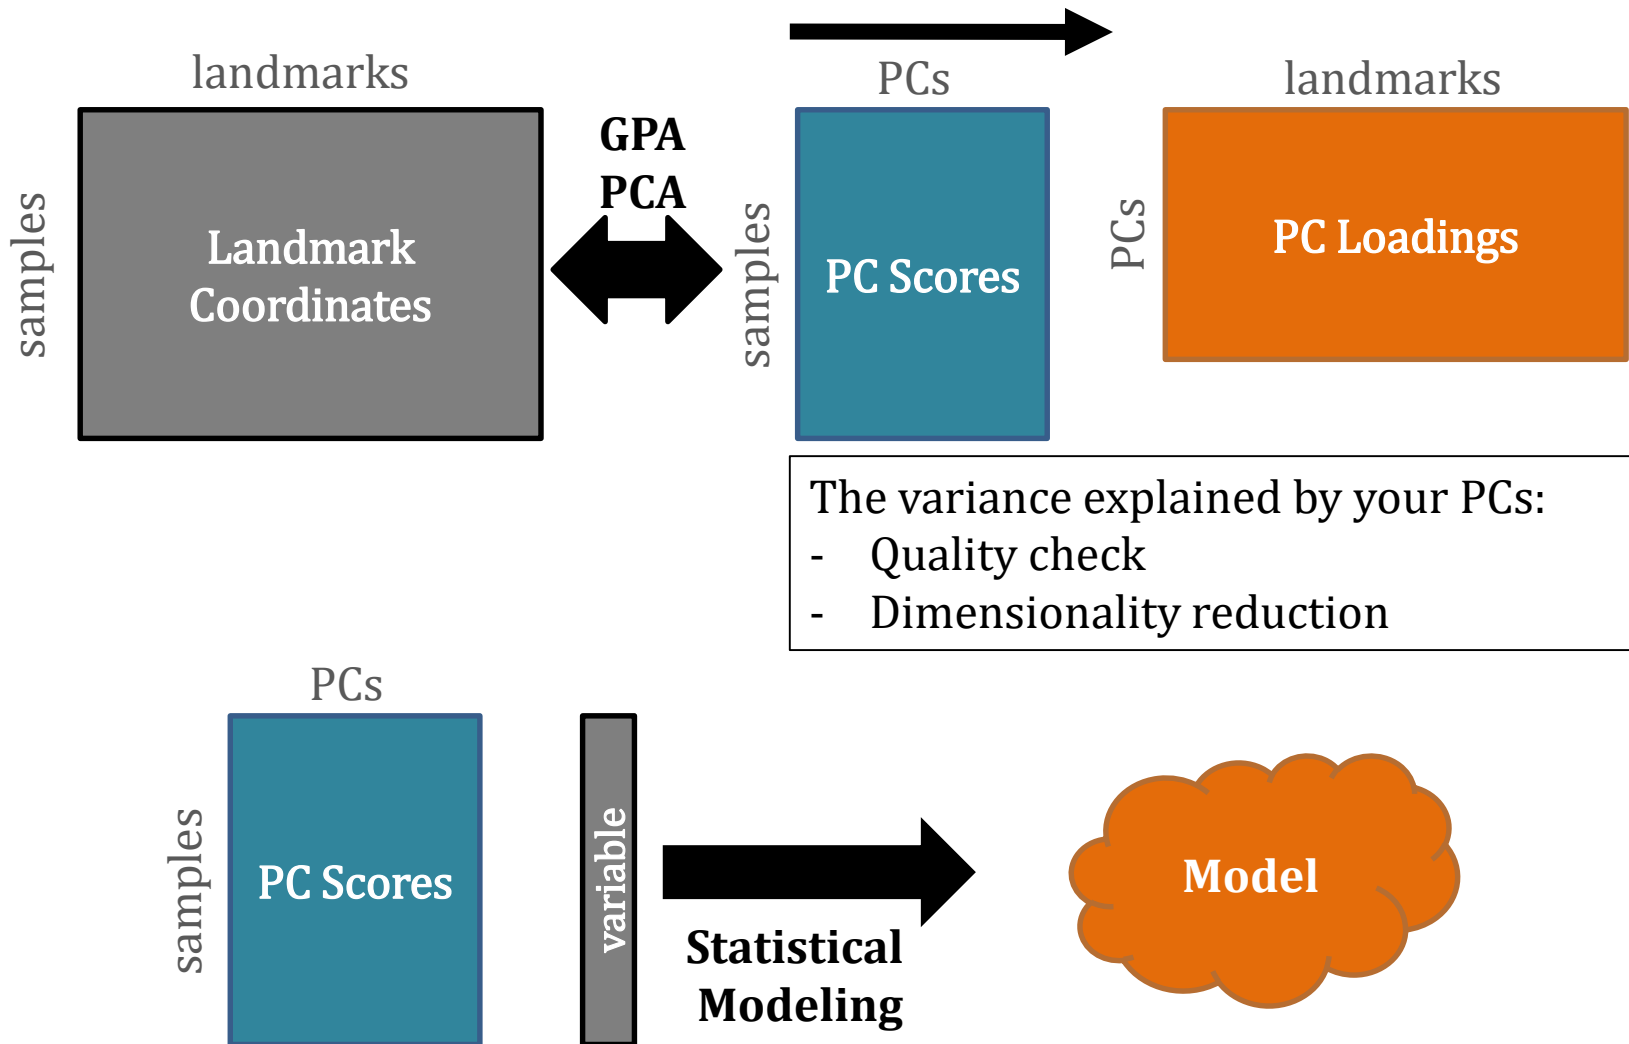 landmarks
samples
Landmark
Coordinates
GPA
PCA
PCs
samples
PC Scores
landmarks
PCs
PC Loadings
The variance explained by your PCs:
- Quality check
- Dimensionality reduction
PCs
samples
PC Scores
variable
Statistical
Modeling
Model